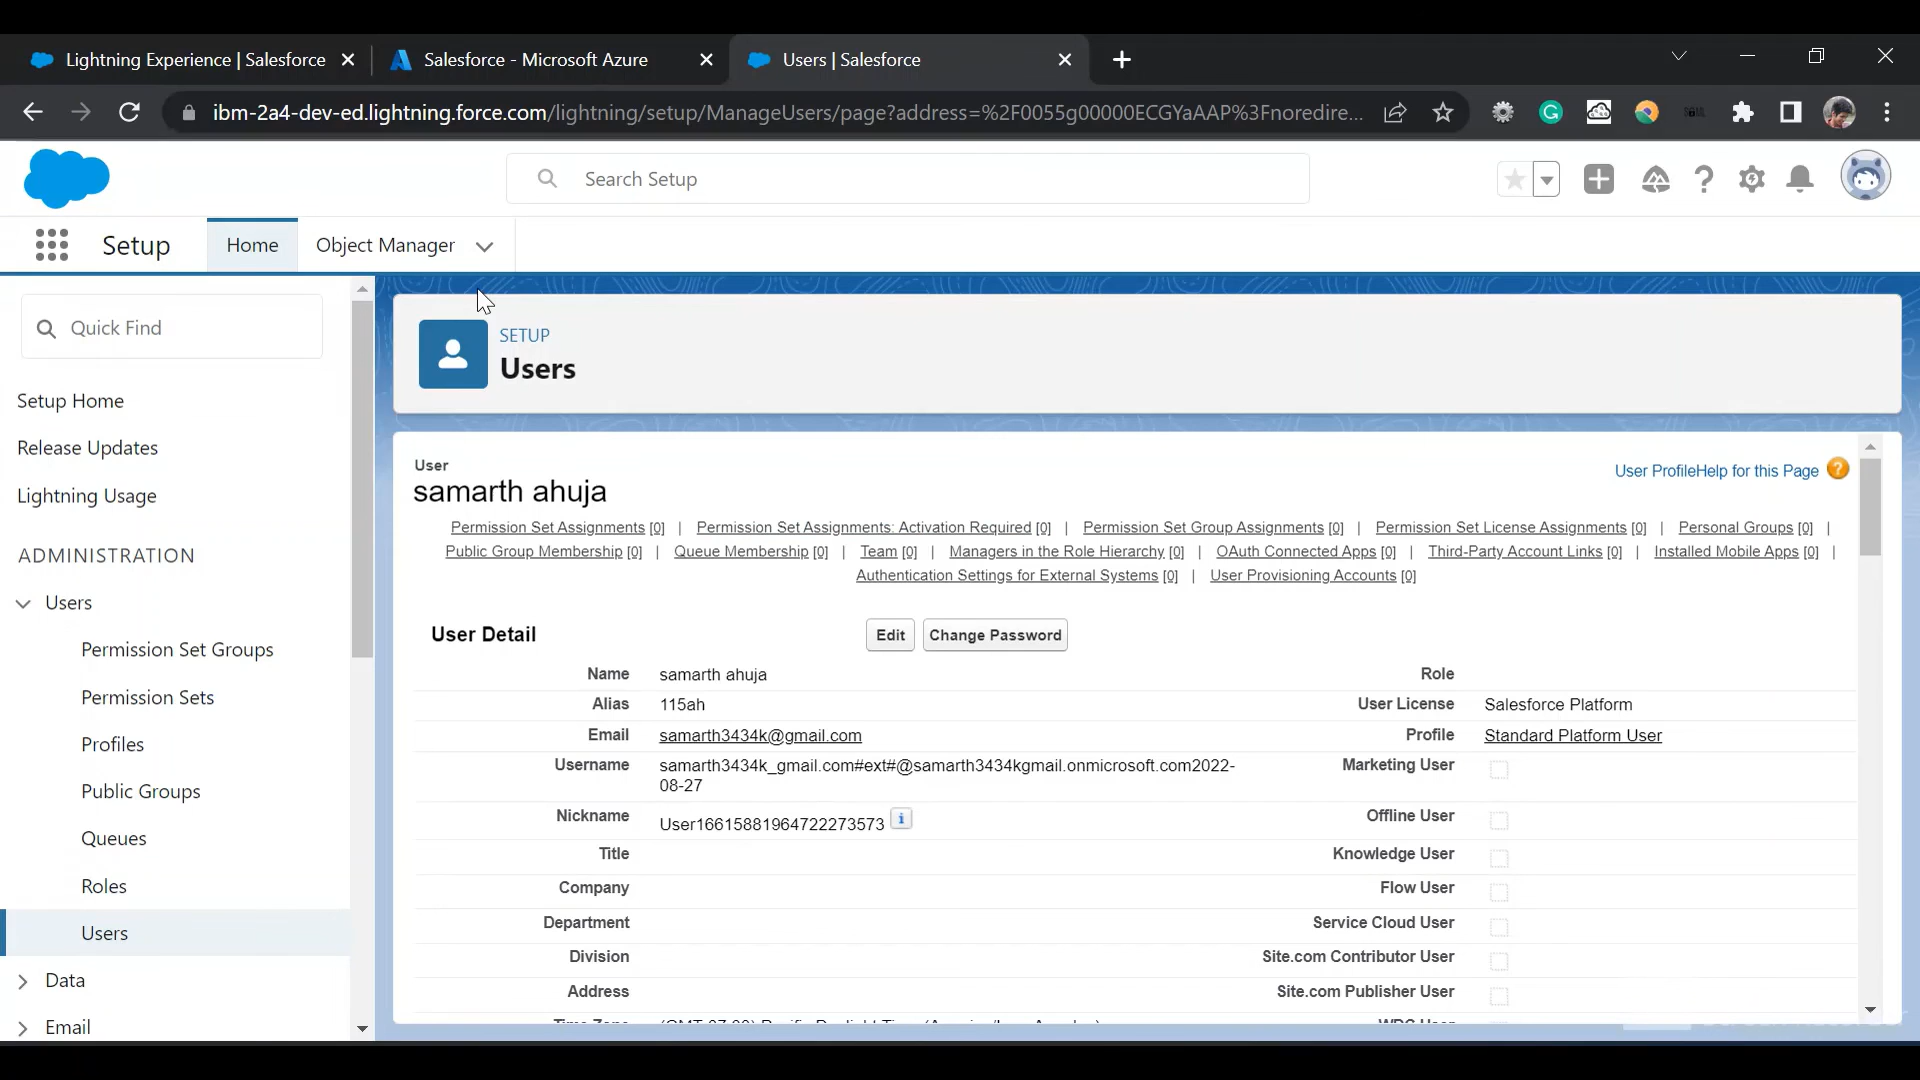 Lightning Experience | Salesforce
Salesforce - Microsoft Azure
Users | Salesforce
ibm-2a4-dev-ed.lightning.force.com/lightning/setup/ManageUsers/page?address=%2F0055g00000ECGYaAAP%3Fnoredire...
Search Setup
Setup
Home
Object Manager
Quick Find
Setup Home
Release Updates
Lightning Usage
ADMINISTRATION
Users
Permission Set Groups
Permission Sets
Profiles
Public Groups
Queues
Roles
Users
Data
Email
SETUP
Users
User
samarth ahuja
User ProfileHelp for this Page ?
Permission Set Assignments [0] | Permission Set Assignments: Activation Required [0] | Permission Set Group Assignments [0] | Permission Set License Assignments [0] | Personal Groups [0] |
Public Group Membership [0] | Queue Membership [0] | Team [0] | Managers in the Role Hierarchy [0] | OAuth Connected Apps [0] | Third-Party Account Links [0] | Installed Mobile Apps [0] |
Authentication Settings for External Systems [0] | User Provisioning Accounts [0]
User Detail
Edit
Change Password
Name samarth ahuja
Role
Alias 115ah
User License Salesforce Platform
Email samarth3434k@gmail.com
Profile Standard Platform User
Username samarth3434k_gmail.com#ext#@samarth3434kgmail.onmicrosoft.com2022-
08-27
Marketing User
Nickname User16615881964722273573 i
Offline User
Title
Knowledge User
Company
Flow User
Department
Service Cloud User
Division
Site.com Contributor User
Address
Site.com Publisher User